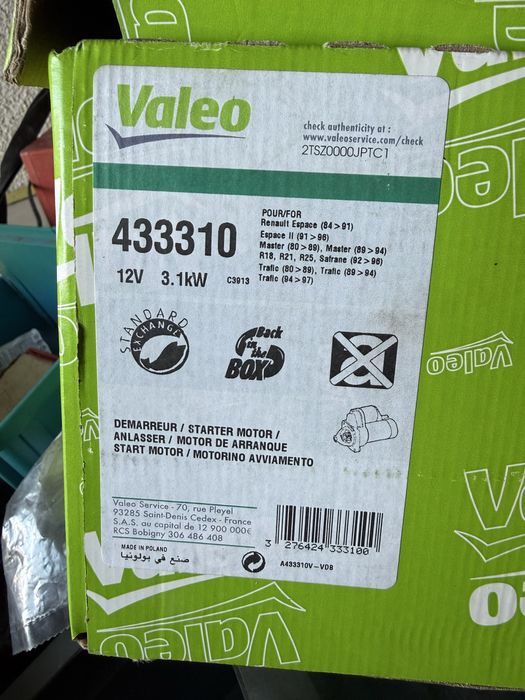 Valeo
check authenticity at :
www.valeoservice.com/check
2TSZ0000JPTC1
433310
12V 3.1kW C3913
POUR/FOR
Renault Espace (84>91)
Espace II (91>96)
Master (80>89), Master (89>94)
R18, R21, R25, Safrane (92>96)
Trafic (80>89), Trafic (89>94)
Trafic (94>97)
STANDARD
EXCHANGE
Back
in the
BOX
DEMARREUR / STARTER MOTOR /
ANLASSER / MOTOR DE ARRANQUE
START MOTOR / MOTORINO AVVIAMENTO
Valeo Service - 70, rue Pleyel
93285 Saint-Denis Cedex - France
S.A.S. au capital de 12 900 000€
RCS Bobigny 306 486 408
MADE IN POLAND
صنع في بولونيا
3 276424 333100
A433310V-VDB
Valeo
Valeo